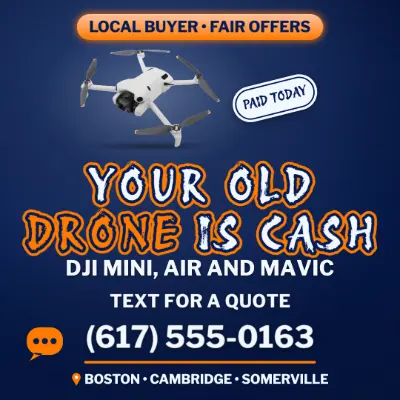 LOCAL BUYER • FAIR OFFERS
PAID TODAY
YOUR OLD
DRONE IS CASH
DJI MINI, AIR AND MAVIC
TEXT FOR A QUOTE
(617) 555-0163
BOSTON • CAMBRIDGE • SOMERVILLE